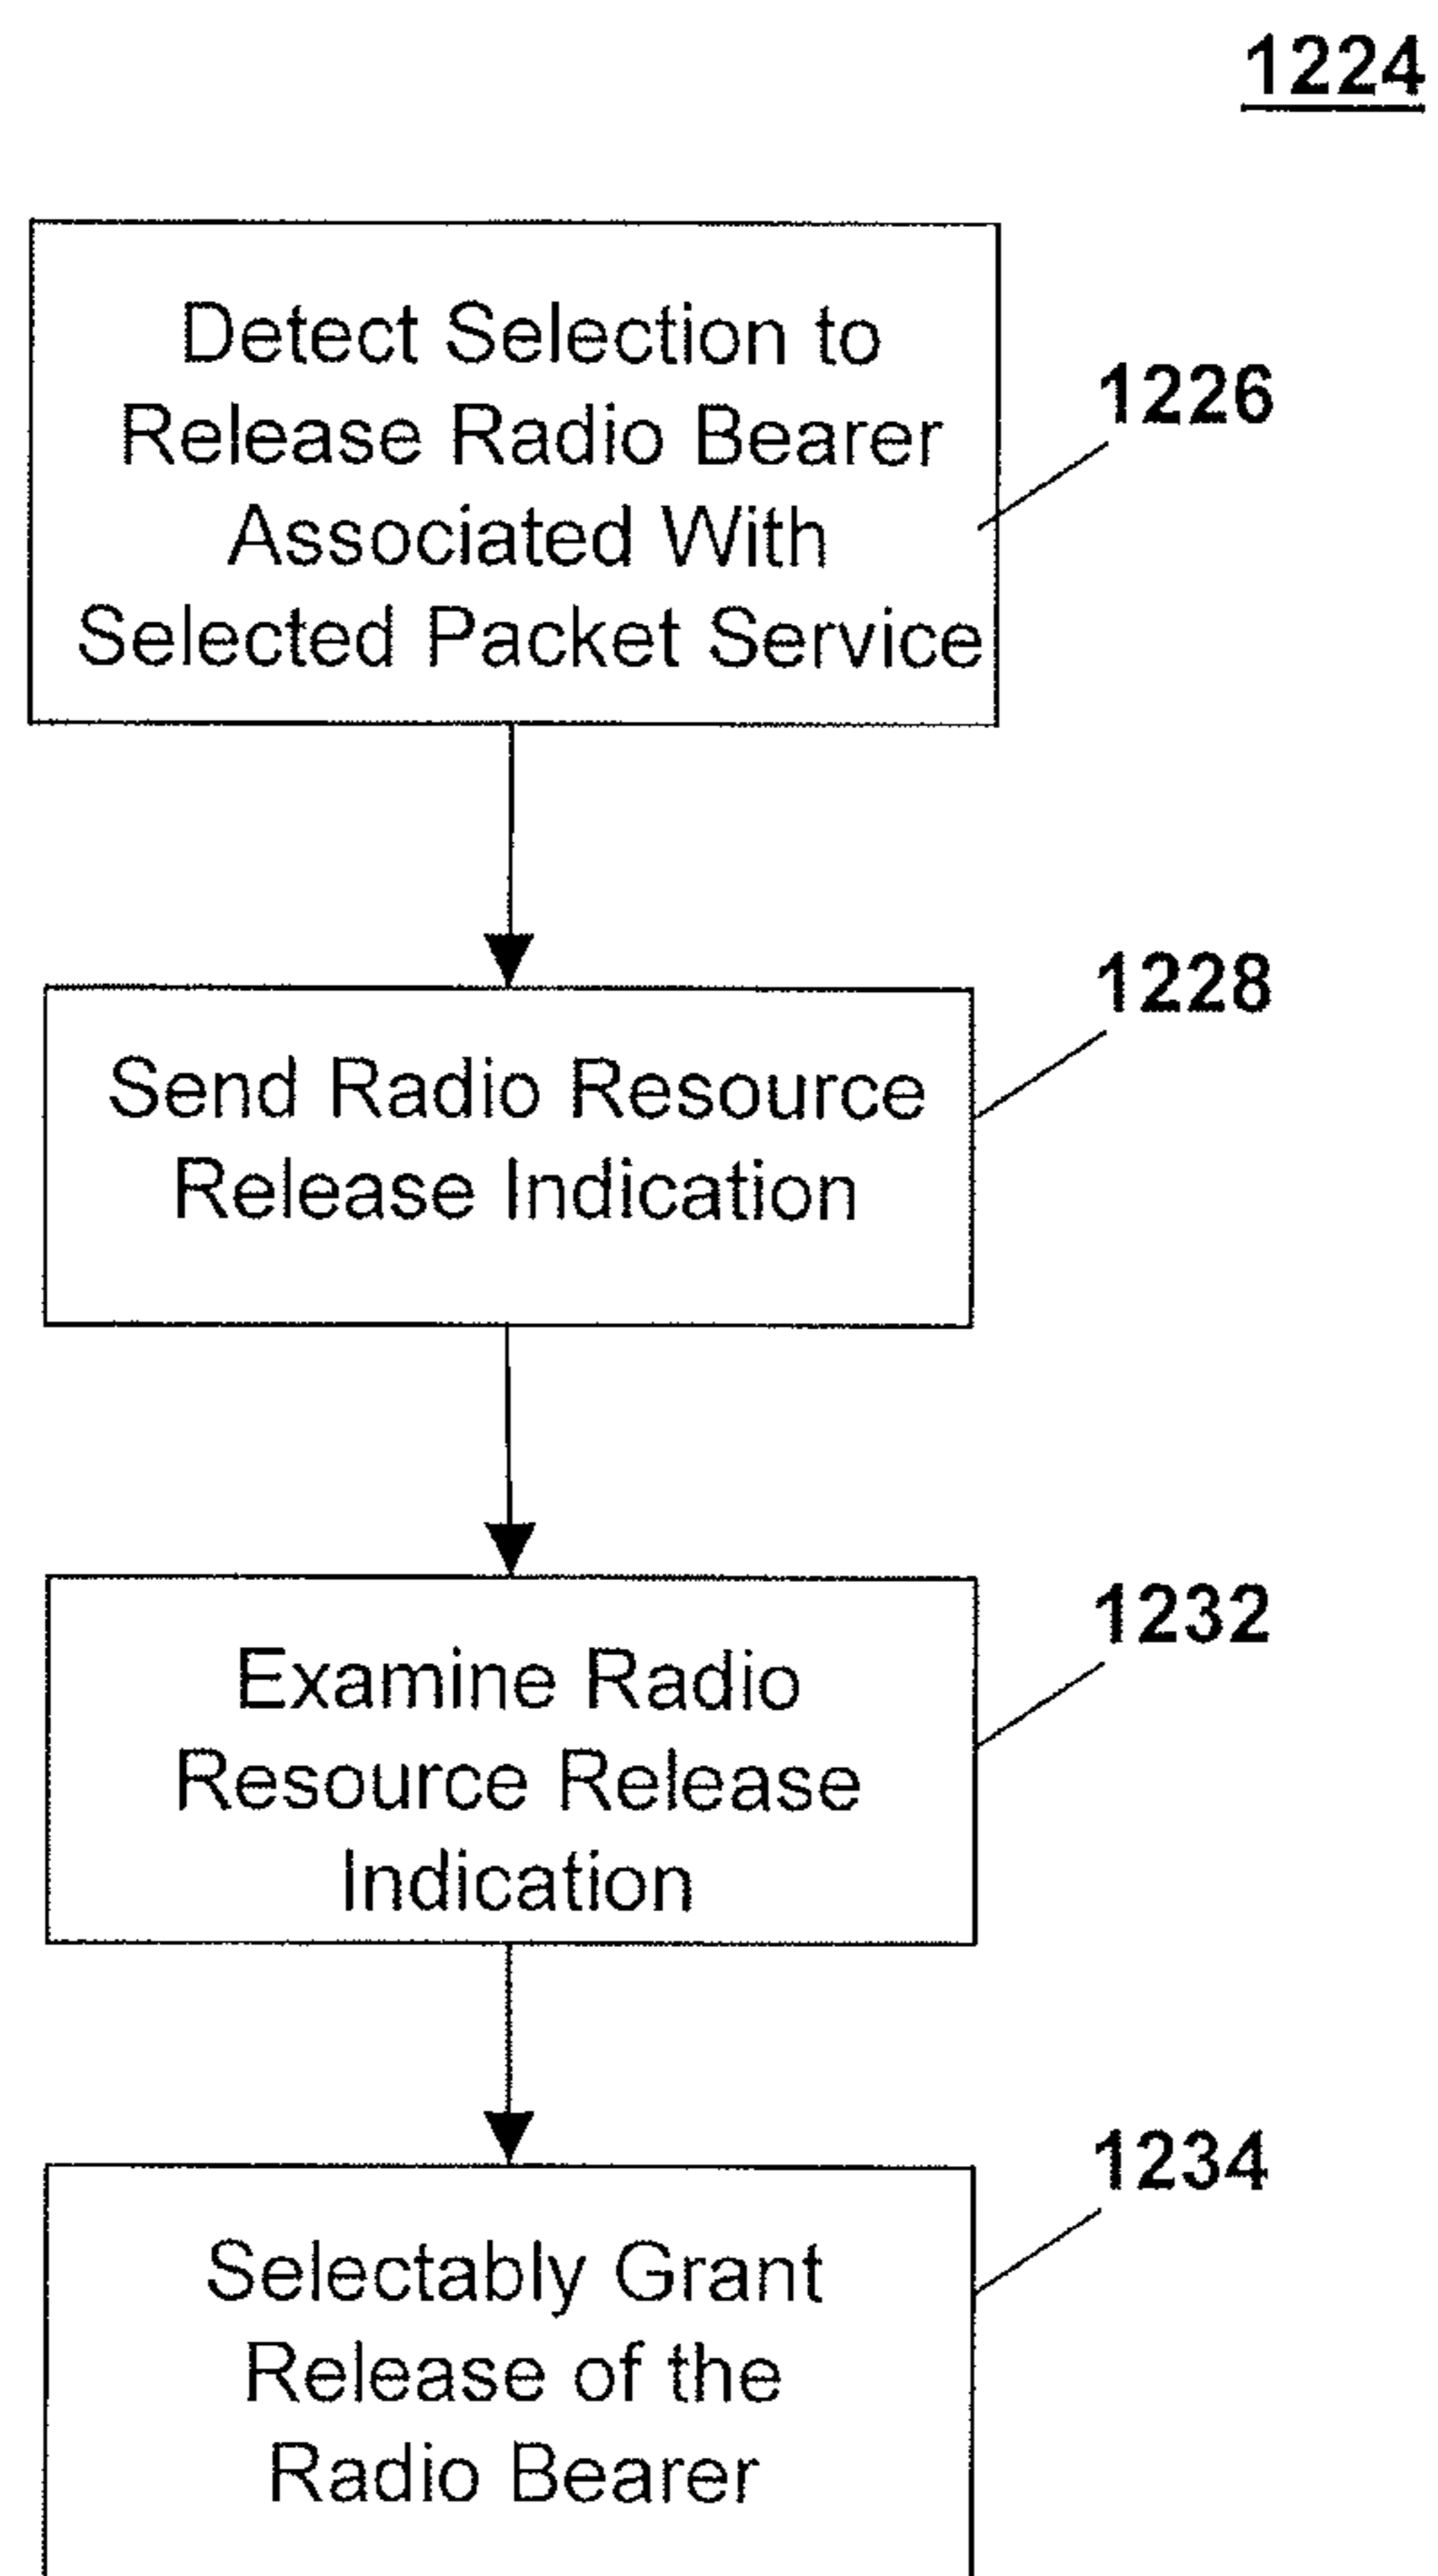 1224
Detect Selection to
Release Radio Bearer
Associated With
Selected Packet Service
1226
Send Radio Resource
Release Indication
1228
Examine Radio
Resource Release
Indication
1232
Selectably Grant
Release of the
Radio Bearer
1234